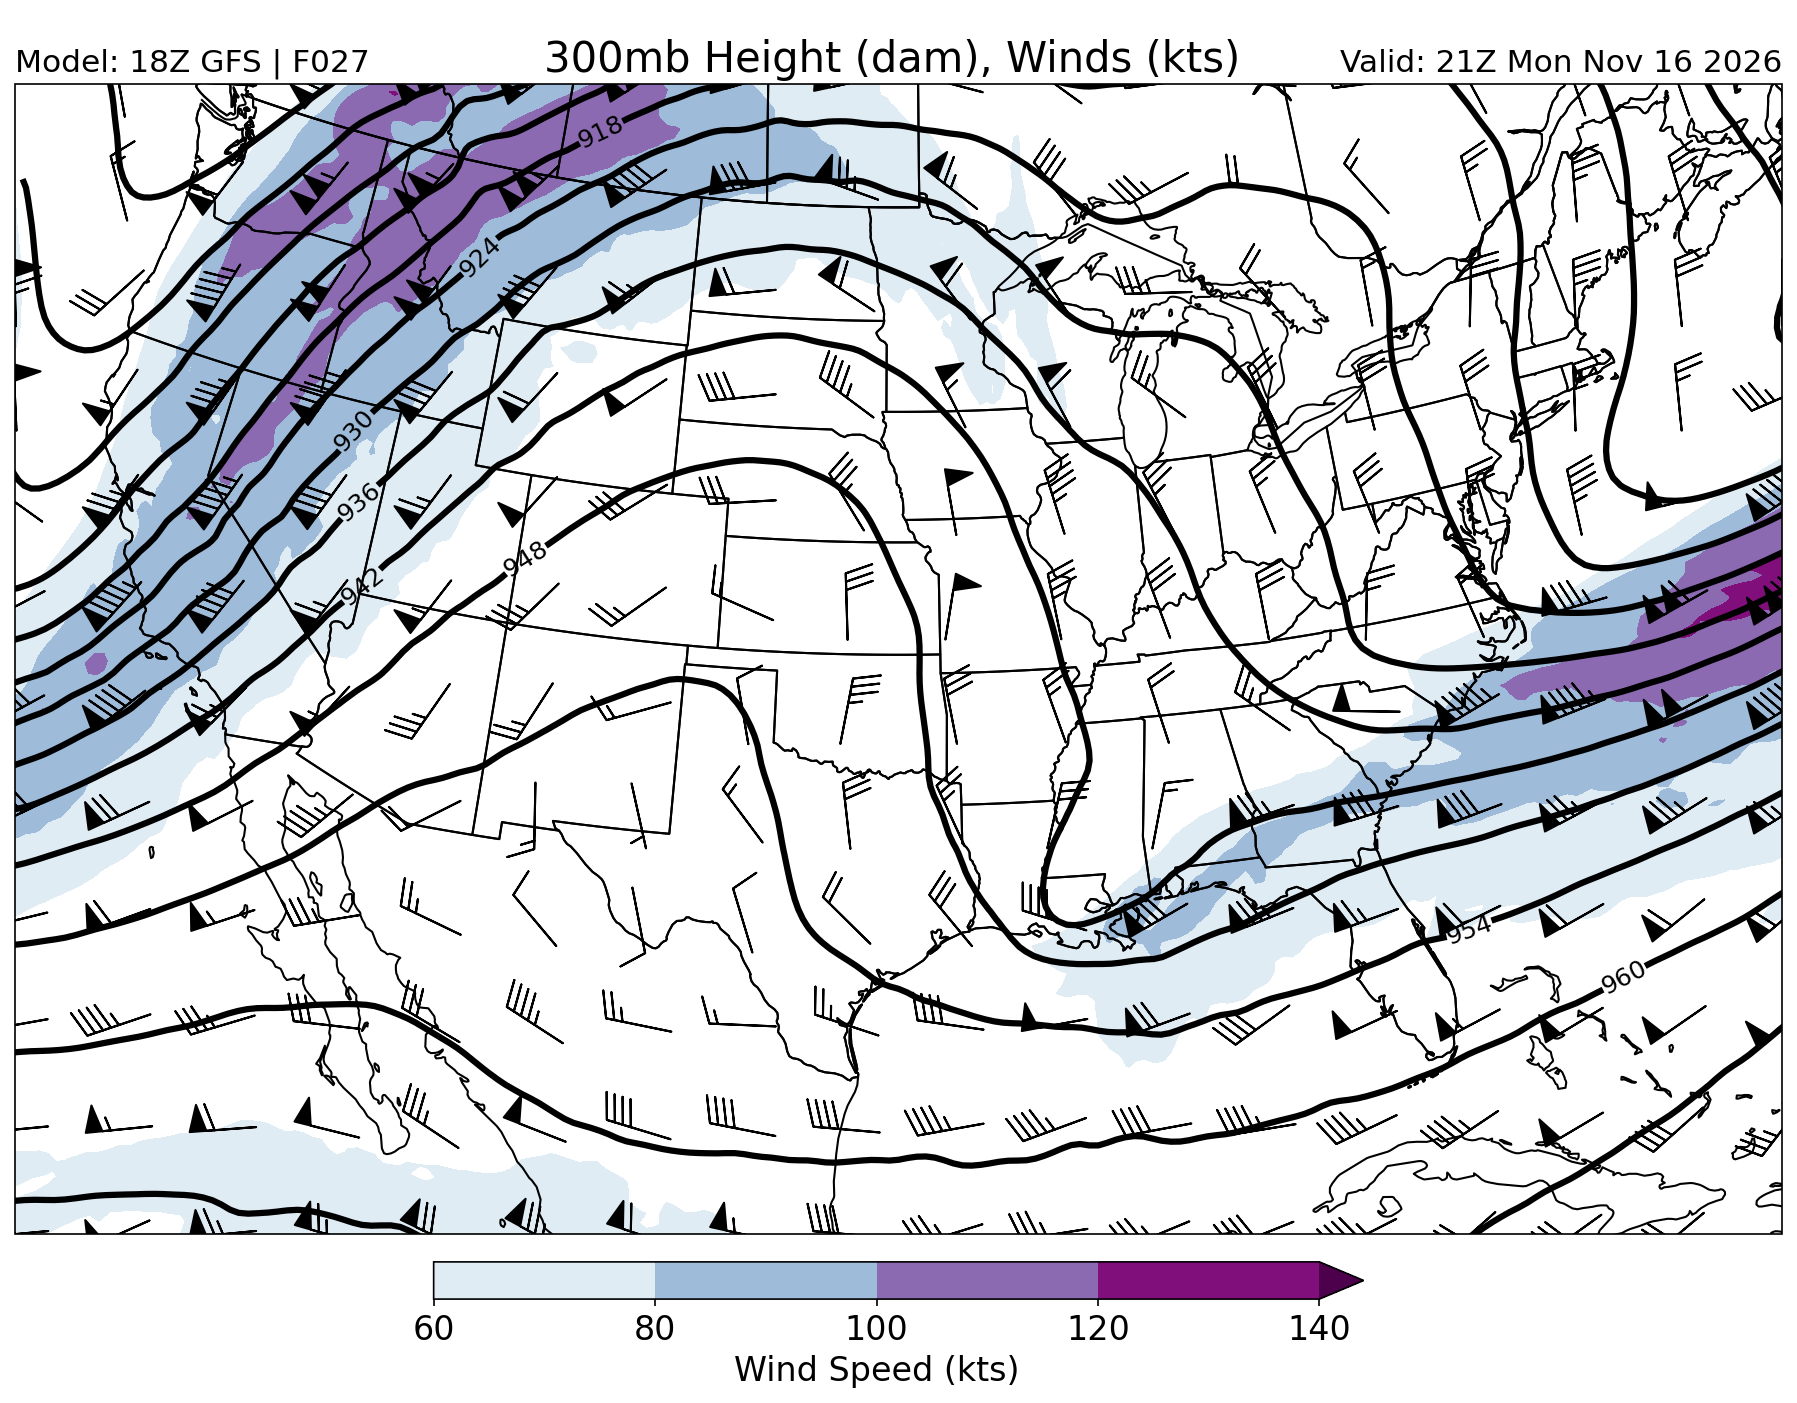 Model: 18Z GFS | F027
300mb Height (dam), Winds (kts)
Valid: 21Z Mon Nov 16 2026
918
924
930
936
948
942
954
960
60 80 100 120 140
Wind Speed (kts)